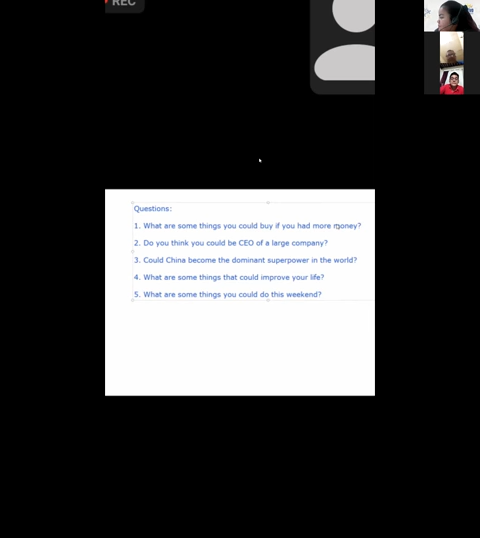 REC
Questions:
1. What are some things you could buy if you had more money?
2. Do you think you could be CEO of a large company?
3. Could China become the dominant superpower in the world?
4. What are some things that could improve your life?
5. What are some things you could do this weekend?